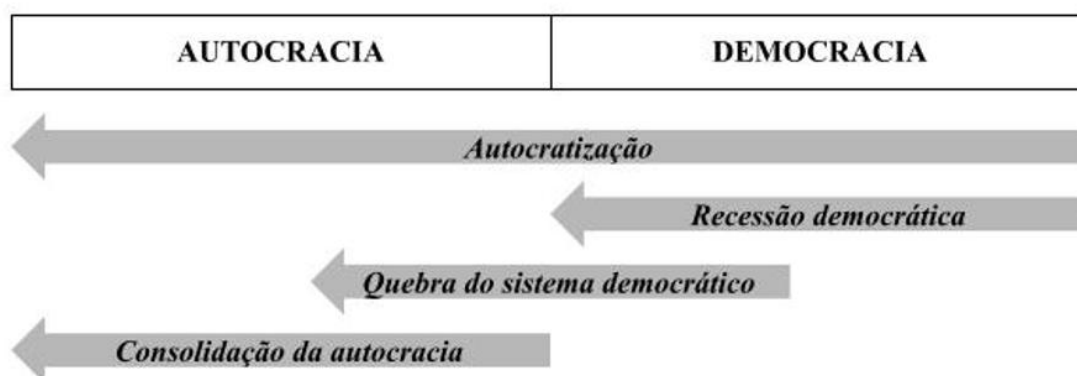 AUTOCRACIA DEMOCRACIA
Autocratização
Recessão democrática
Quebra do sistema democrático
Consolidação da autocracia